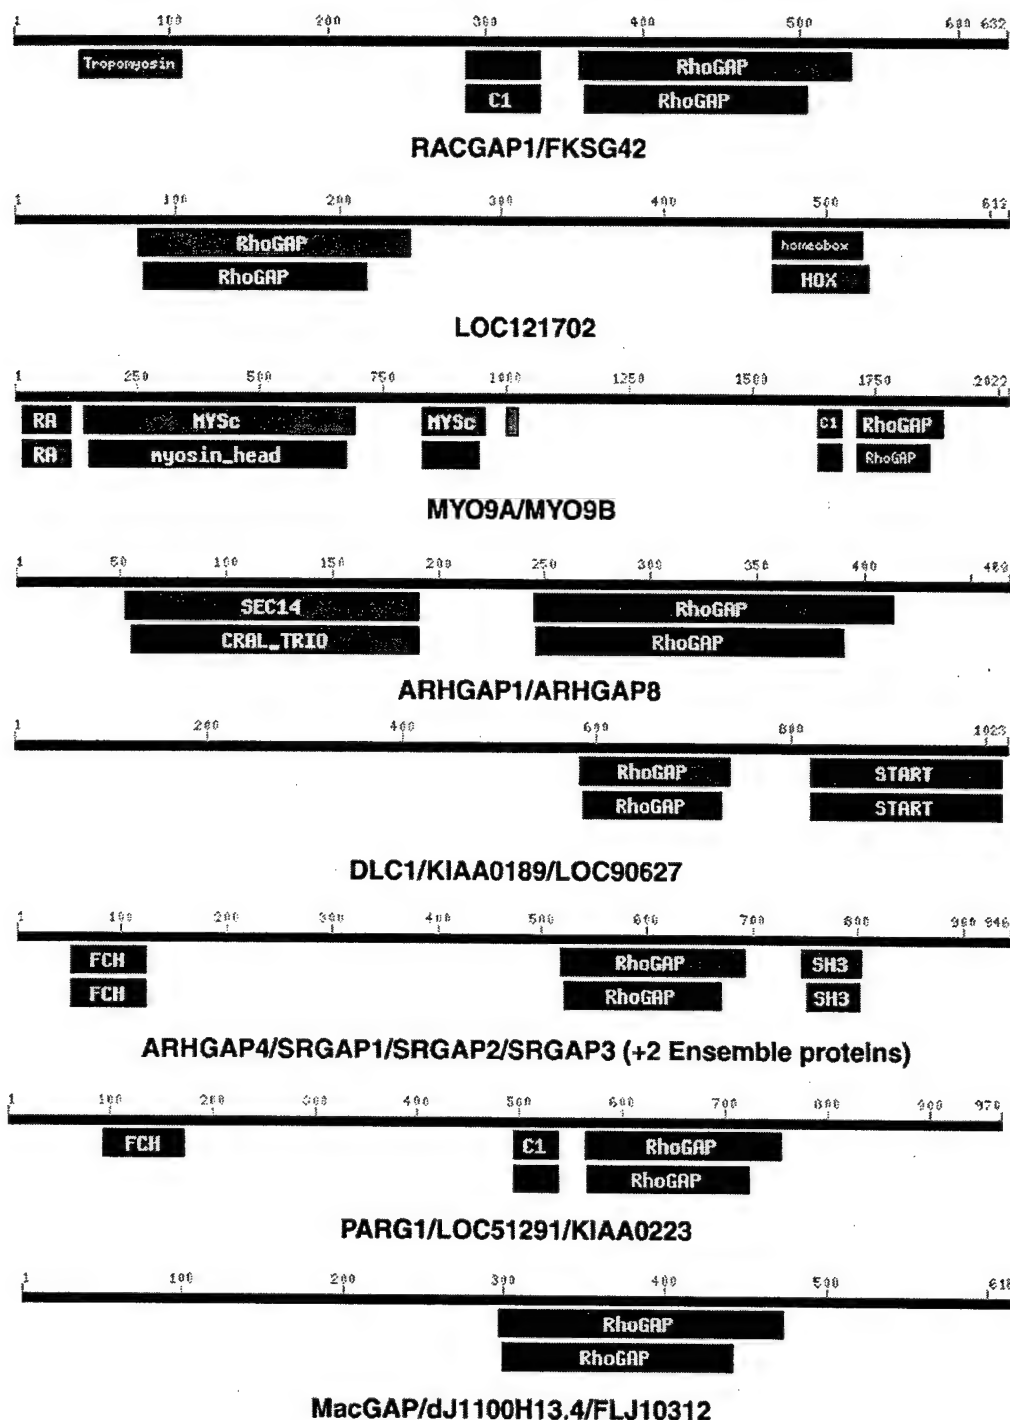 1 100 200 300 400 500 600 632
Tropomyosin RhoGAP
C1 RhoGAP
RACGAP1/FKSG42
1 100 200 300 400 500 612
RhoGAP homeobox
RhoGAP HOX
LOC121702
1 250 500 750 1000 1250 1500 1750 2022
RA MYSc MYSc C1 RhoGAP
RA myosin_head RhoGAP
MYO9A/MYO9B
1 50 100 150 200 250 300 350 400
SEC14 RhoGAP
CRAL_TRIO RhoGAP
ARHGAP1/ARHGAP8
1 200 400 600 800 1023
RhoGAP START
RhoGAP START
DLC1/KIAA0189/LOC90627
1 100 200 300 400 500 600 700 800 900 946
FCH RhoGAP SH3
FCH RhoGAP SH3
ARHGAP4/SRGAP1/SRGAP2/SRGAP3 (+2 Ensemble proteins)
1 100 200 300 400 500 600 700 800 900 970
FCH C1 RhoGAP
RhoGAP
PARG1/LOC51291/KIAA0223
1 100 200 300 400 500 618
RhoGAP
RhoGAP
MacGAP/dJ1100H13.4/FLJ10312